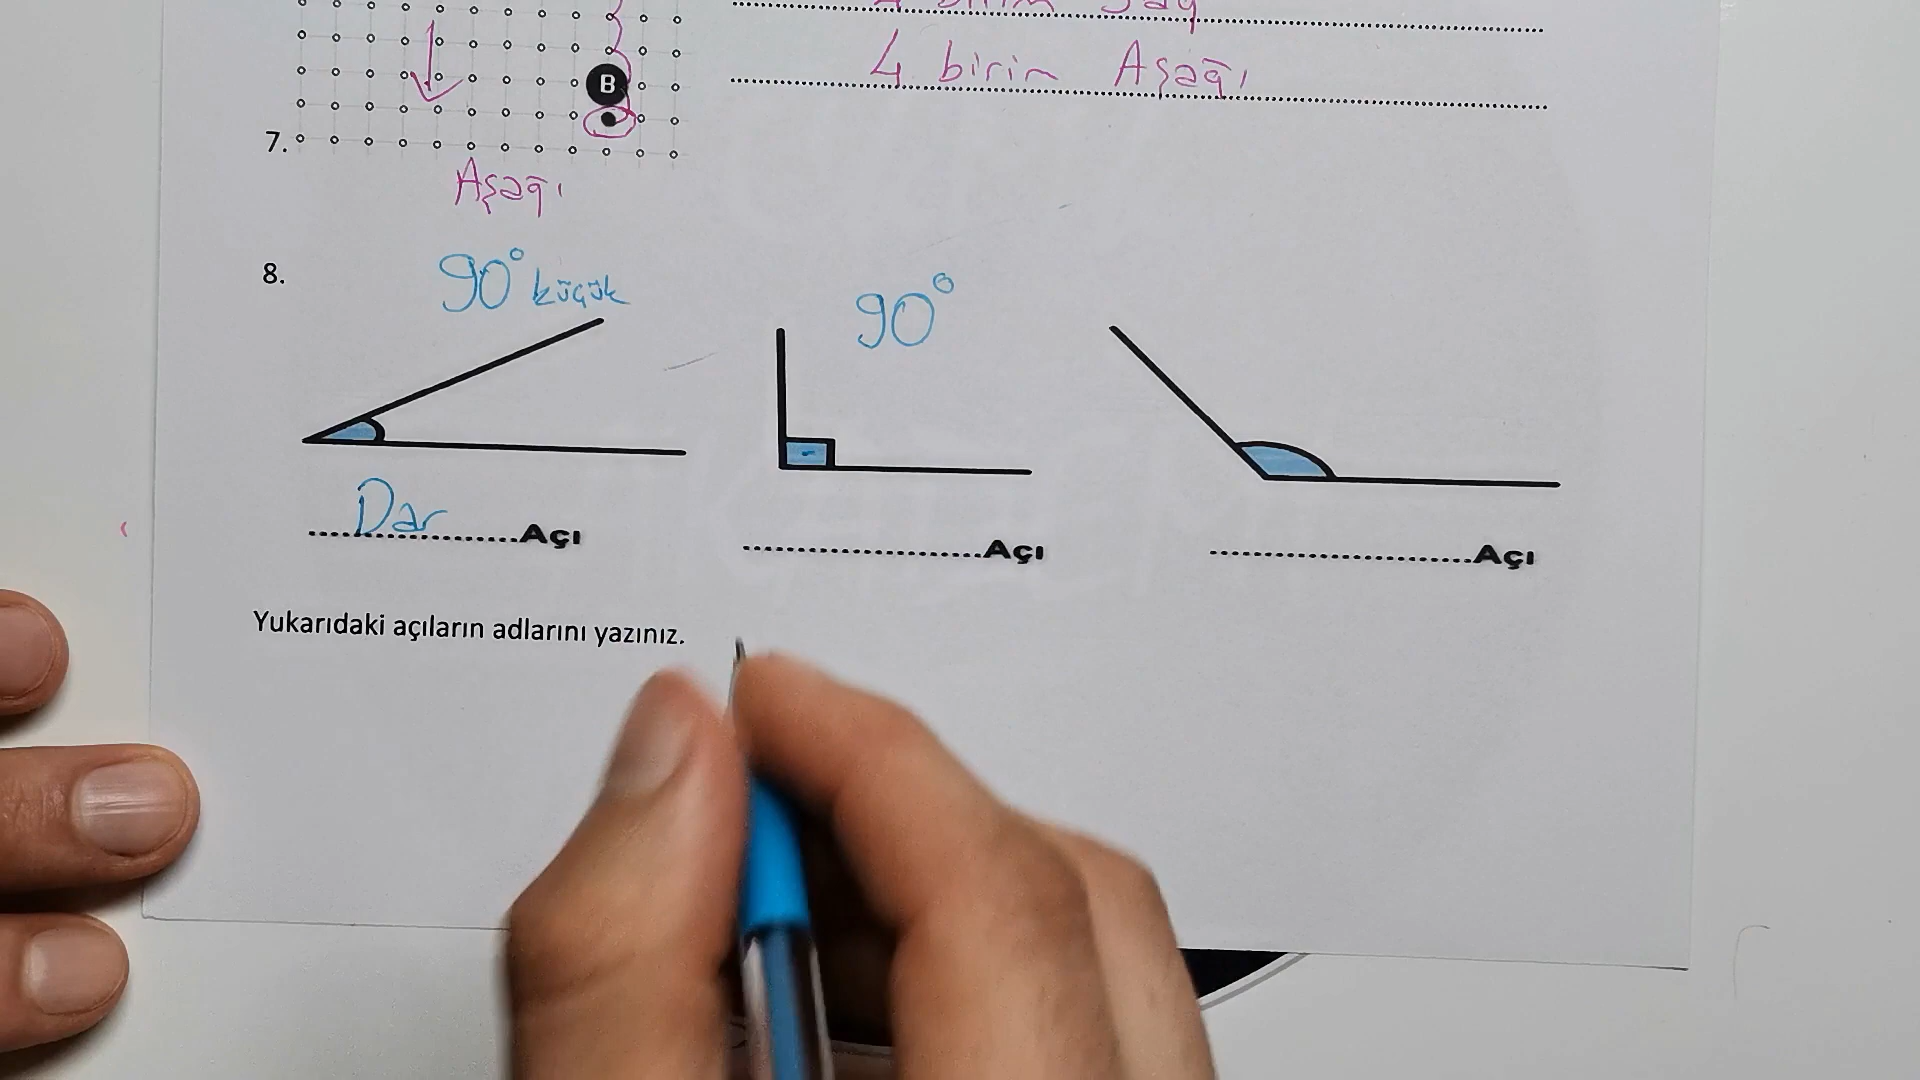 4 birim Aşağı
B
7.
Aşağı
8.
90° küçük
90°
Dar Açı
Açı
Açı
Yukarıdaki açıların adlarını yazınız.